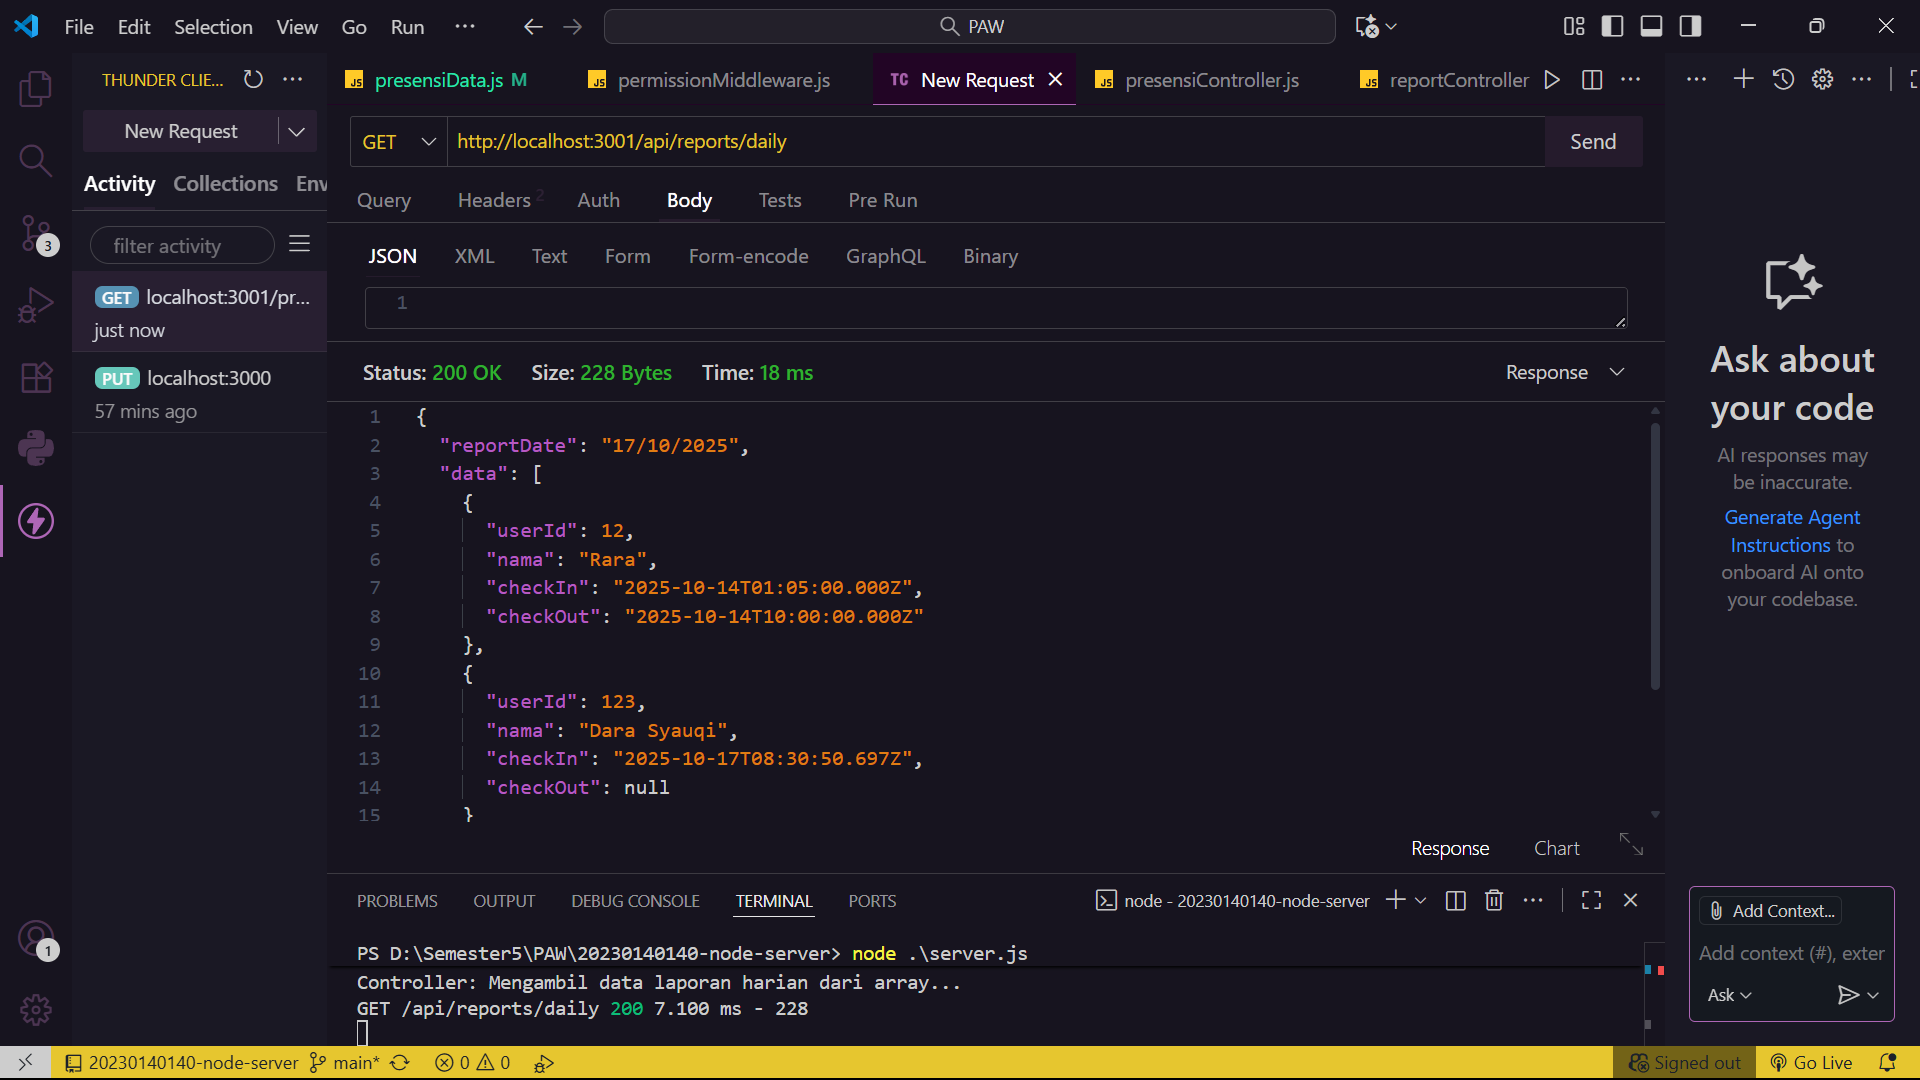 File Edit Selection View Go Run ··· PAW
THUNDER CLIE...
New Request
Activity Collections Env
filter activity
GET localhost:3001/pr...
just now
PUT localhost:3000
57 mins ago
3
1
presensiData.js M
permissionMiddleware.js
TC New Request
presensiController.js
reportController
GET http://localhost:3001/api/reports/daily Send
Query Headers 2 Auth Body Tests Pre Run
JSON XML Text Form Form-encode GraphQL Binary
1
Status: 200 OK Size: 228 Bytes Time: 18 ms Response
1 {
2 "reportDate": "17/10/2025",
3 "data": [
4 {
5 "userId": 12,
6 "nama": "Rara",
7 "checkIn": "2025-10-14T01:05:00.000Z",
8 "checkOut": "2025-10-14T10:00:00.000Z"
9 },
10 {
11 "userId": 123,
12 "nama": "Dara Syauqi",
13 "checkIn": "2025-10-17T08:30:50.697Z",
14 "checkOut": null
15 }
Response Chart
PROBLEMS OUTPUT DEBUG CONSOLE TERMINAL PORTS node - 20230140140-node-server
PS D:\Semester5\PAW\20230140140-node-server> node .\server.js
Controller: Mengambil data laporan harian dari array...
GET /api/reports/daily 200 7.100 ms - 228
Ask about
your code
AI responses may
be inaccurate.
Generate Agent
Instructions to
onboard AI onto
your codebase.
Add Context...
Add context (#), exter
Ask
20230140140-node-server main* 0 0 Signed out Go Live